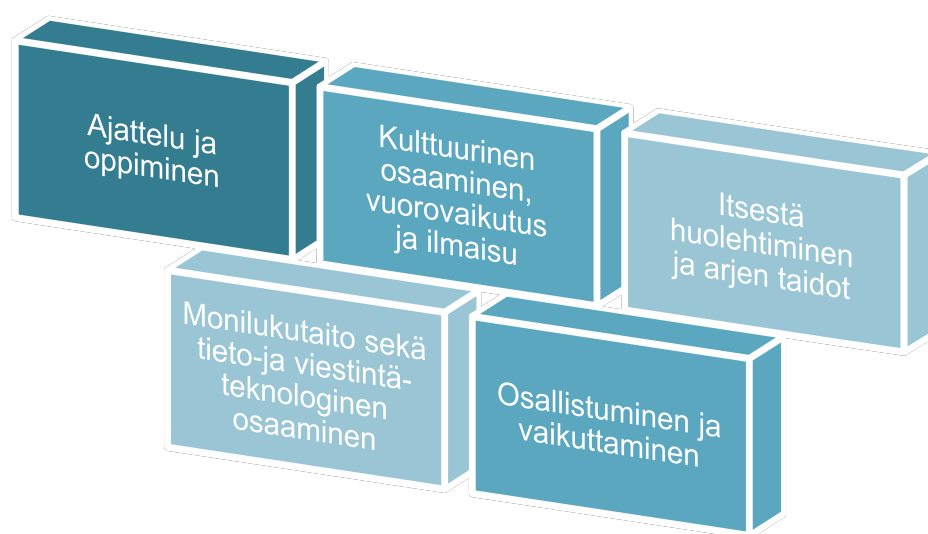 Ajattelu ja
oppiminen
Kulttuurinen
osaaminen,
vuorovaikutus
ja ilmaisu
Itsestä
huolehtiminen
ja arjen taidot
Monilukutaito sekä
tieto-ja viestintä-
teknologinen
osaaminen
Osallistuminen ja
vaikuttaminen